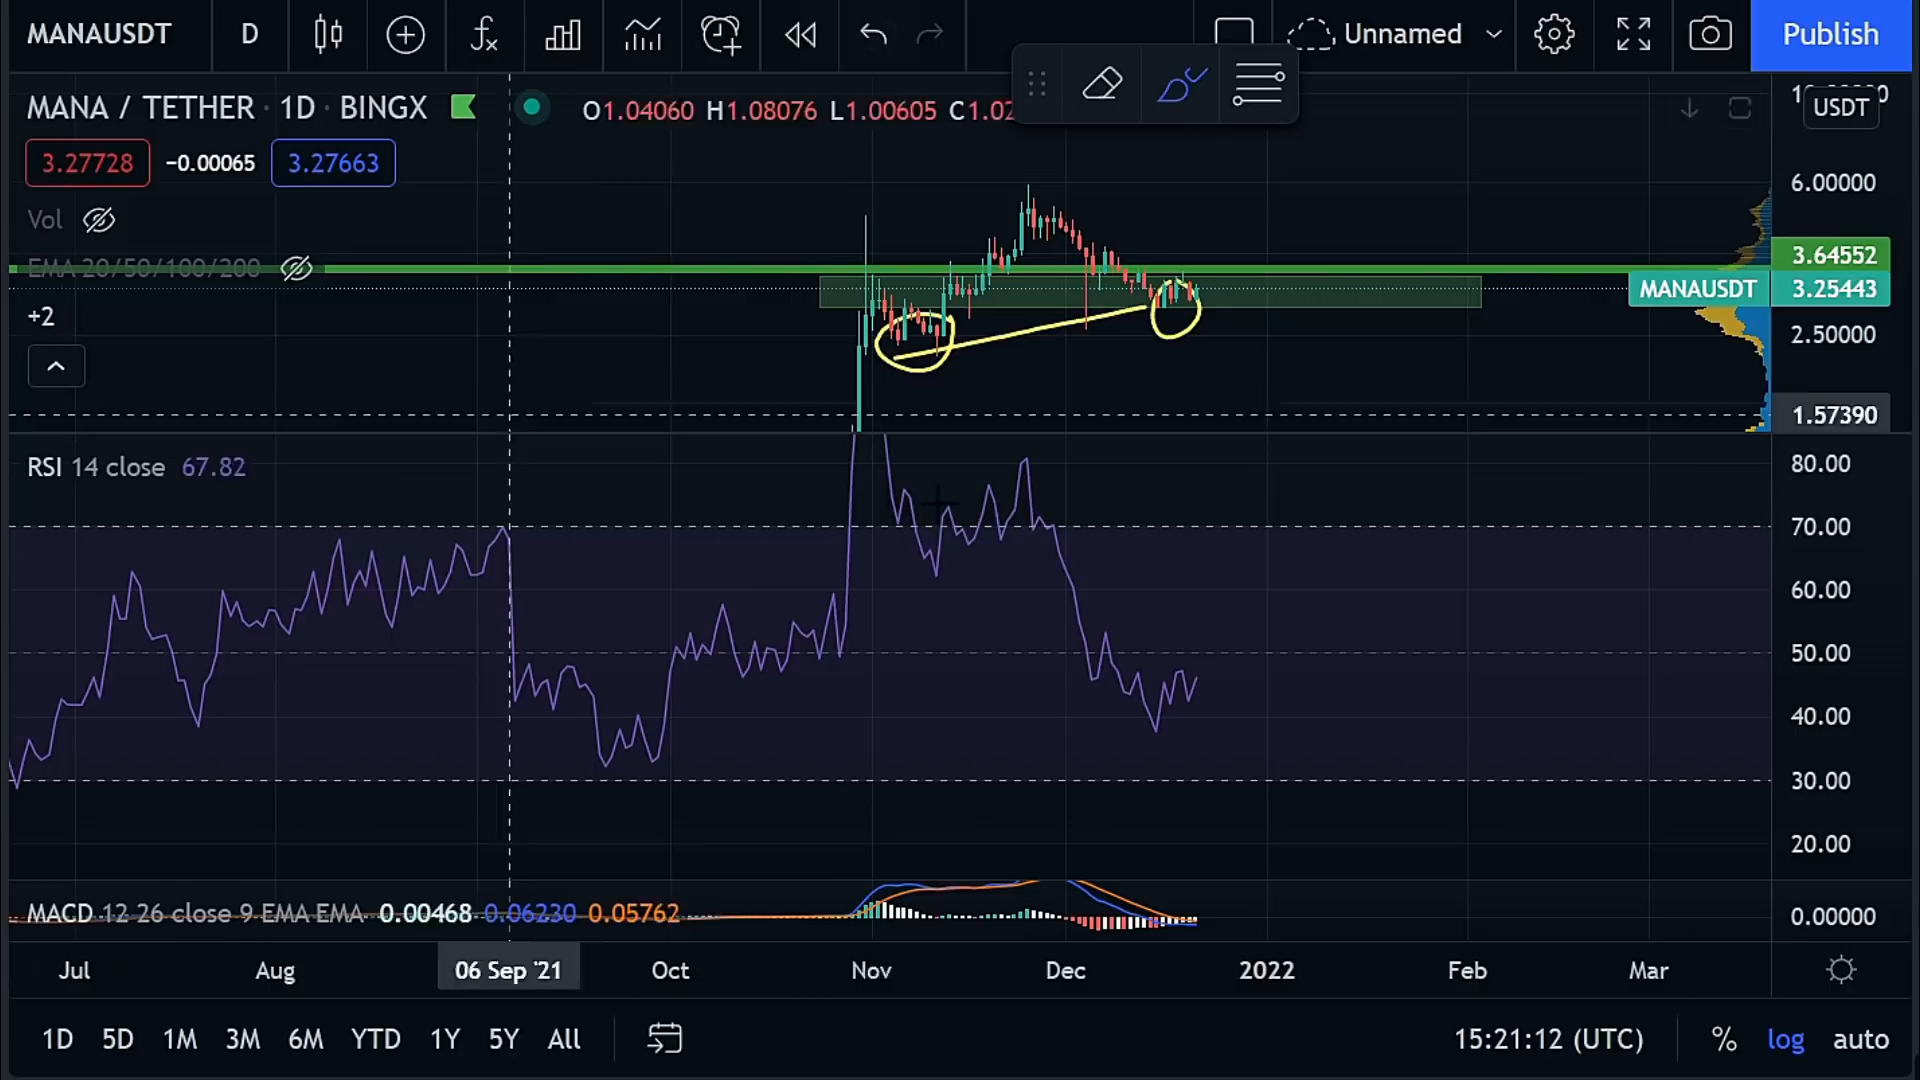 MANAUSDT D Unnamed Publish
MANA / TETHER · 1D · BINGX O1.04060 H1.08076 L1.00605 C1.02
USDT
3.27728 −0.00065 3.27663
6.00000
Vol
3.64552
EMA 20/50/100/200
MANAUSDT 3.25443
+2
2.50000
1.57390
RSI 14 close 67.82
80.00
70.00
60.00
50.00
40.00
30.00
20.00
MACD 12 26 close 9 EMA EMA 0.00468 0.06230 0.05762
0.00000
Jul Aug 06 Sep '21 Oct Nov Dec 2022 Feb Mar
1D 5D 1M 3M 6M YTD 1Y 5Y All 15:21:12 (UTC) % log auto